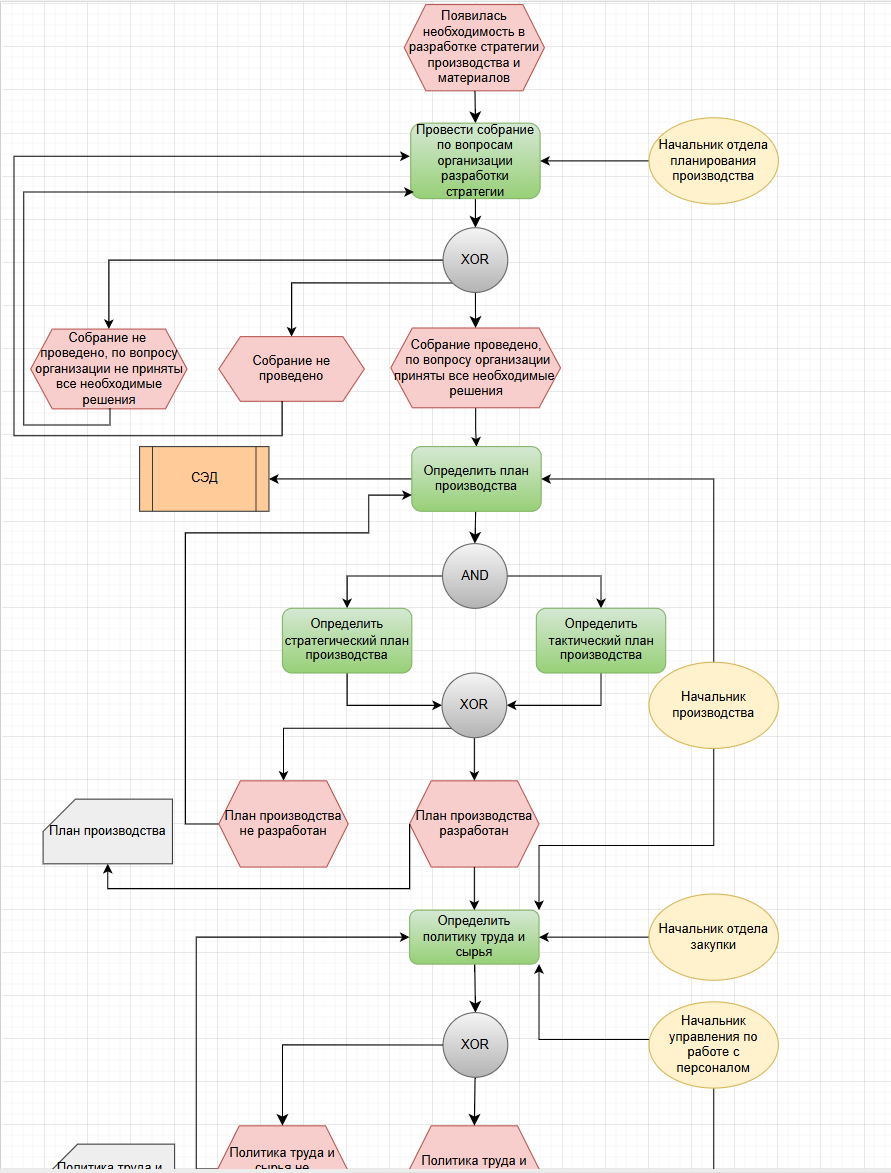 Появилась
необходимость в
разработке стратегии
производства и
материалов
Провести собрание
по вопросам
организации
разработки
стратегии
Начальник отдела
планирования
производства
XOR
Собрание не
проведено, по вопросу
организации не приняты
все необходимые
решения
Собрание не
проведено
Собрание проведено,
по вопросу организации
приняты все необходимые
решения
СЭД
Определить план
производства
AND
Определить
стратегический план
производства
Определить
тактический план
производства
XOR
Начальник
производства
План производства
План производства
не разработан
План производства
разработан
Определить
политику труда и
сырья
Начальник отдела
закупки
XOR
Начальник
управления по
работе с
персоналом
Политика труда и
Политика труда и
сырья не
Политика труда и